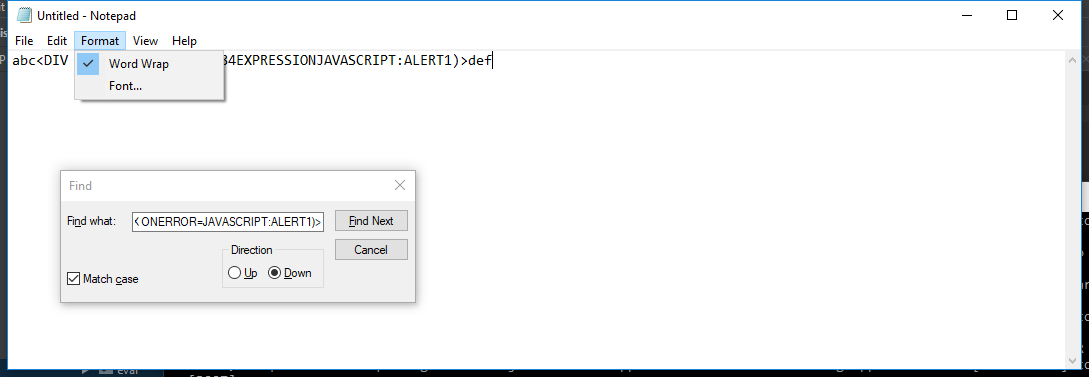 Untitled - Notepad
File Edit Format View Help
abc<DIV 34EXPRESSIONJAVASCRIPT:ALERT1)>def
Word Wrap
Font...
Find
Find what: < ONERROR=JAVASCRIPT:ALERT1)> Find Next
Direction Cancel
Up Down
Match case
eval